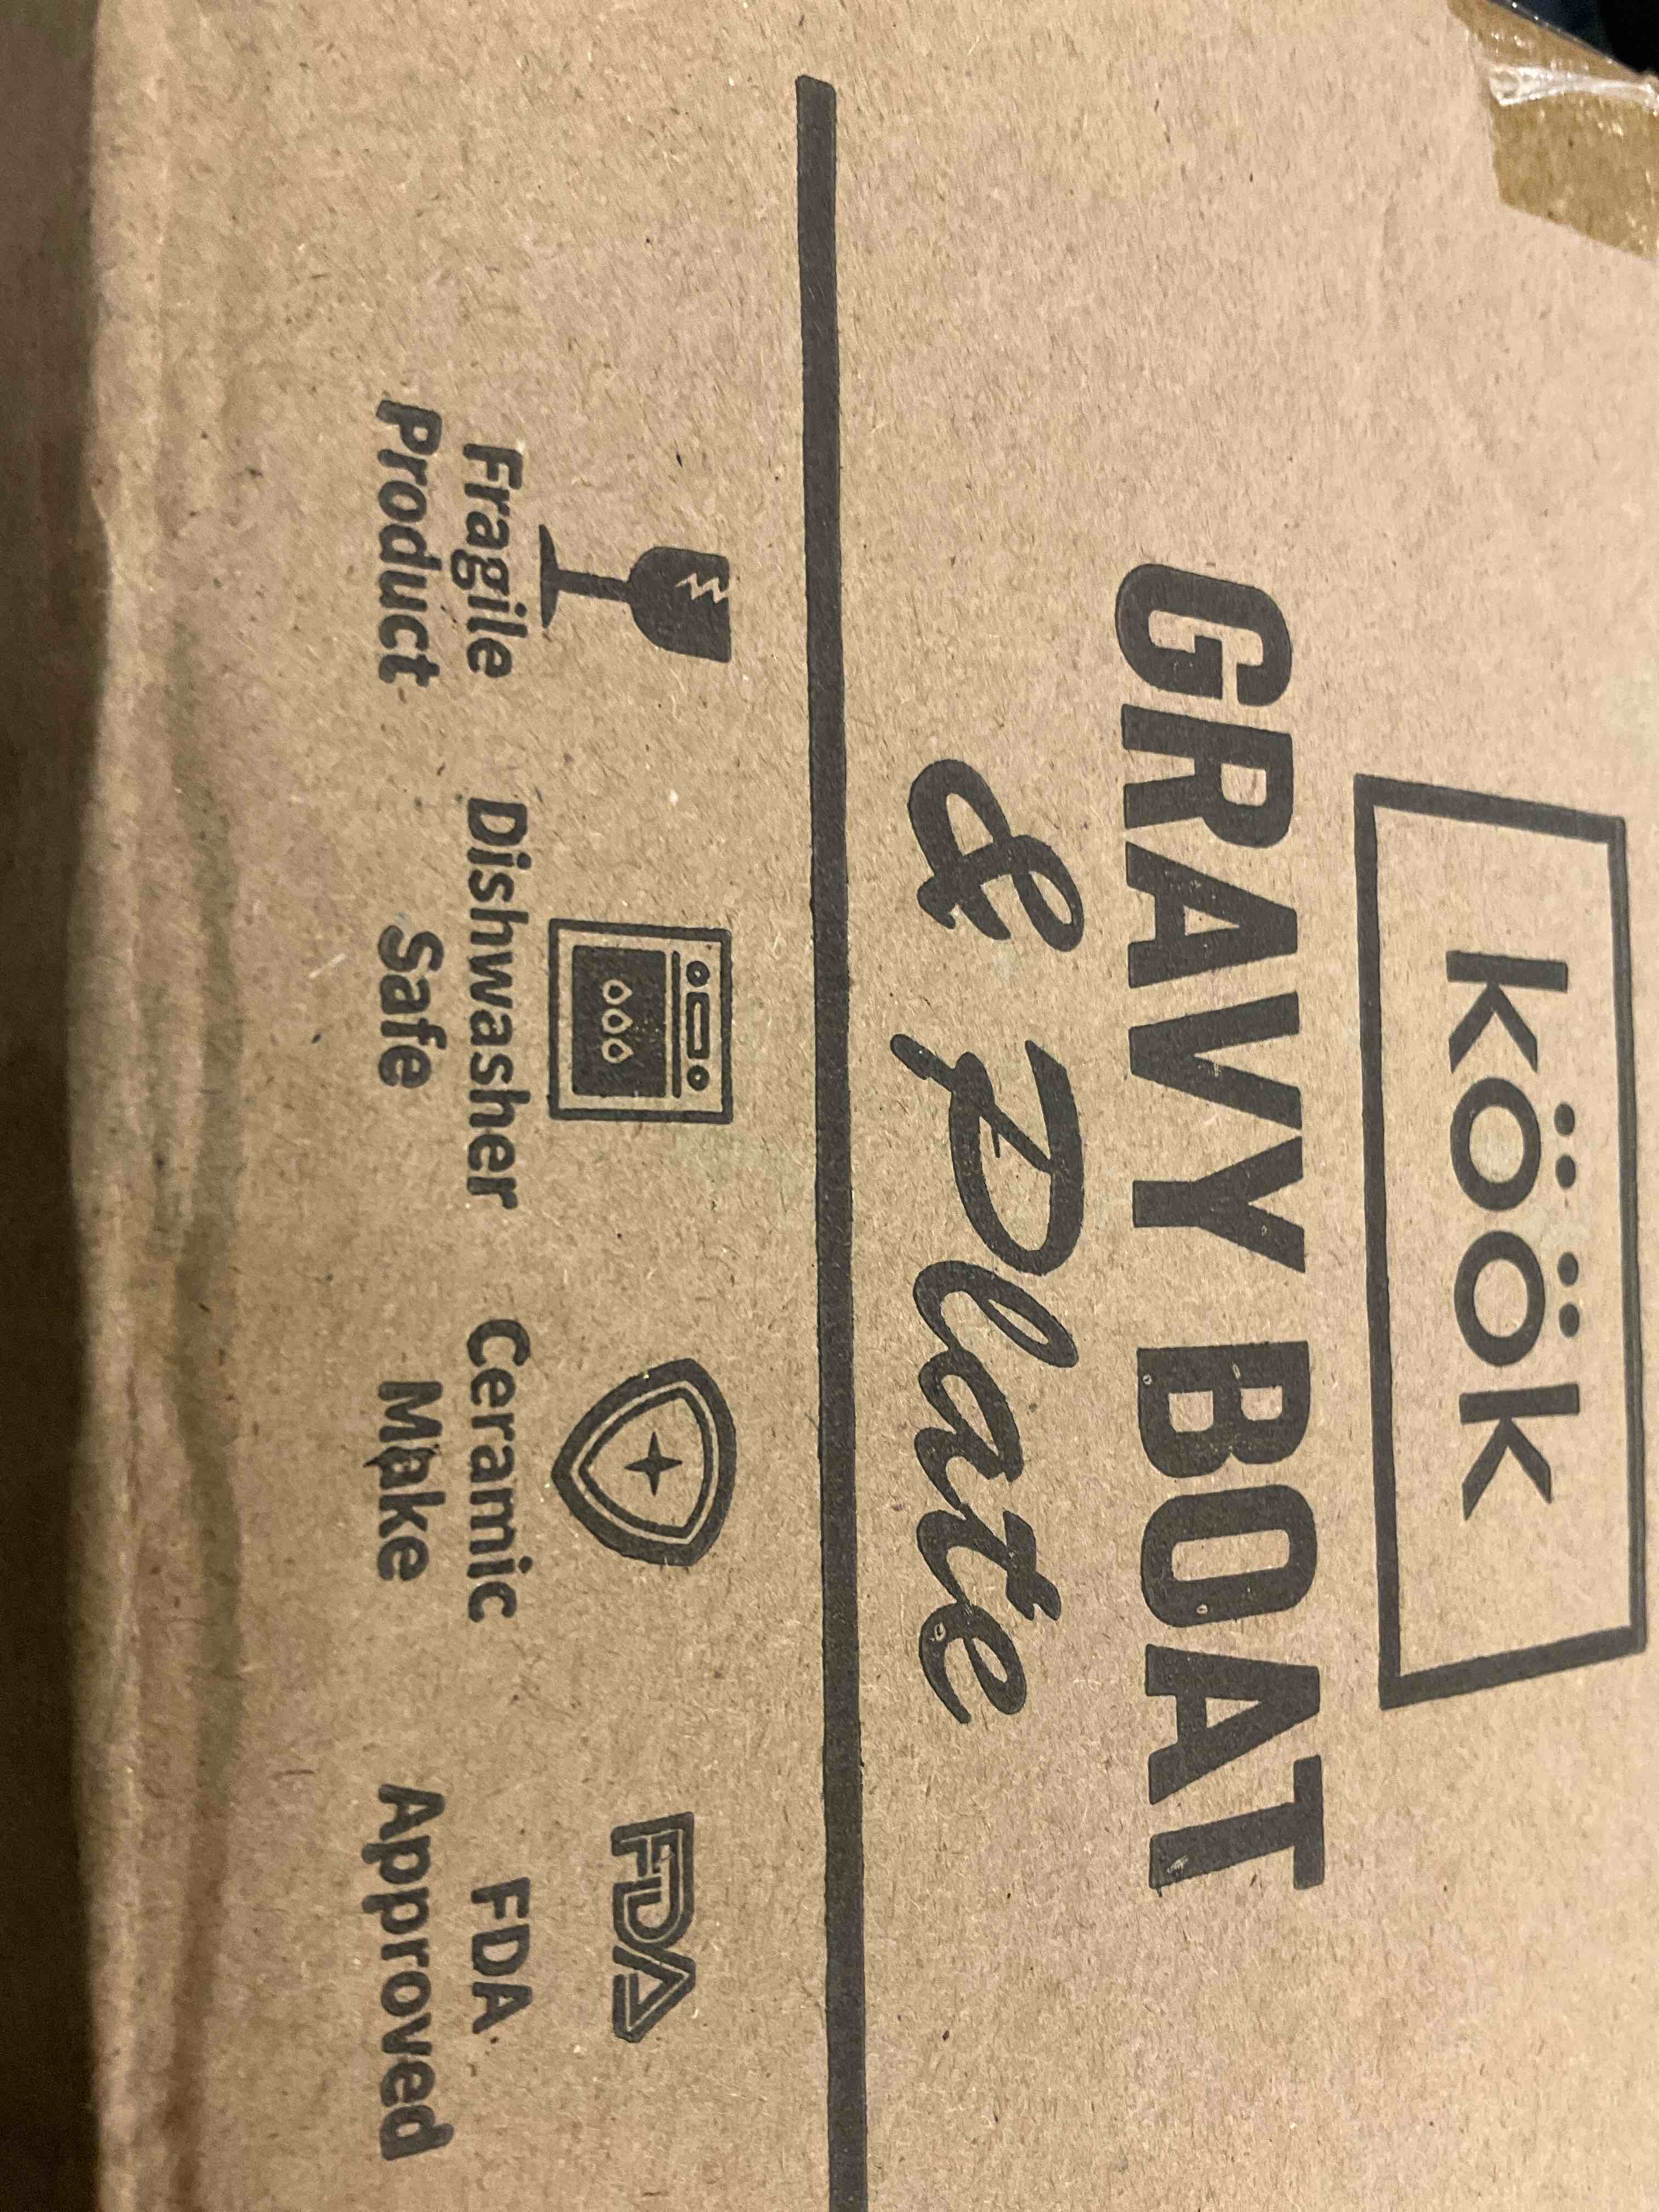 KÖÖK
GRAVY BOAT
& Plate
Fragile
Product
Dishwasher
Safe
Ceramic
Make
FDA
FDA
Approved